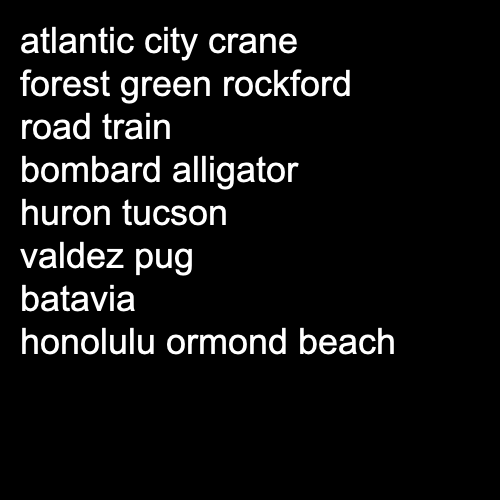 atlantic city crane
forest green rockford
road train
bombard alligator
huron tucson
valdez pug
batavia
honolulu ormond beach